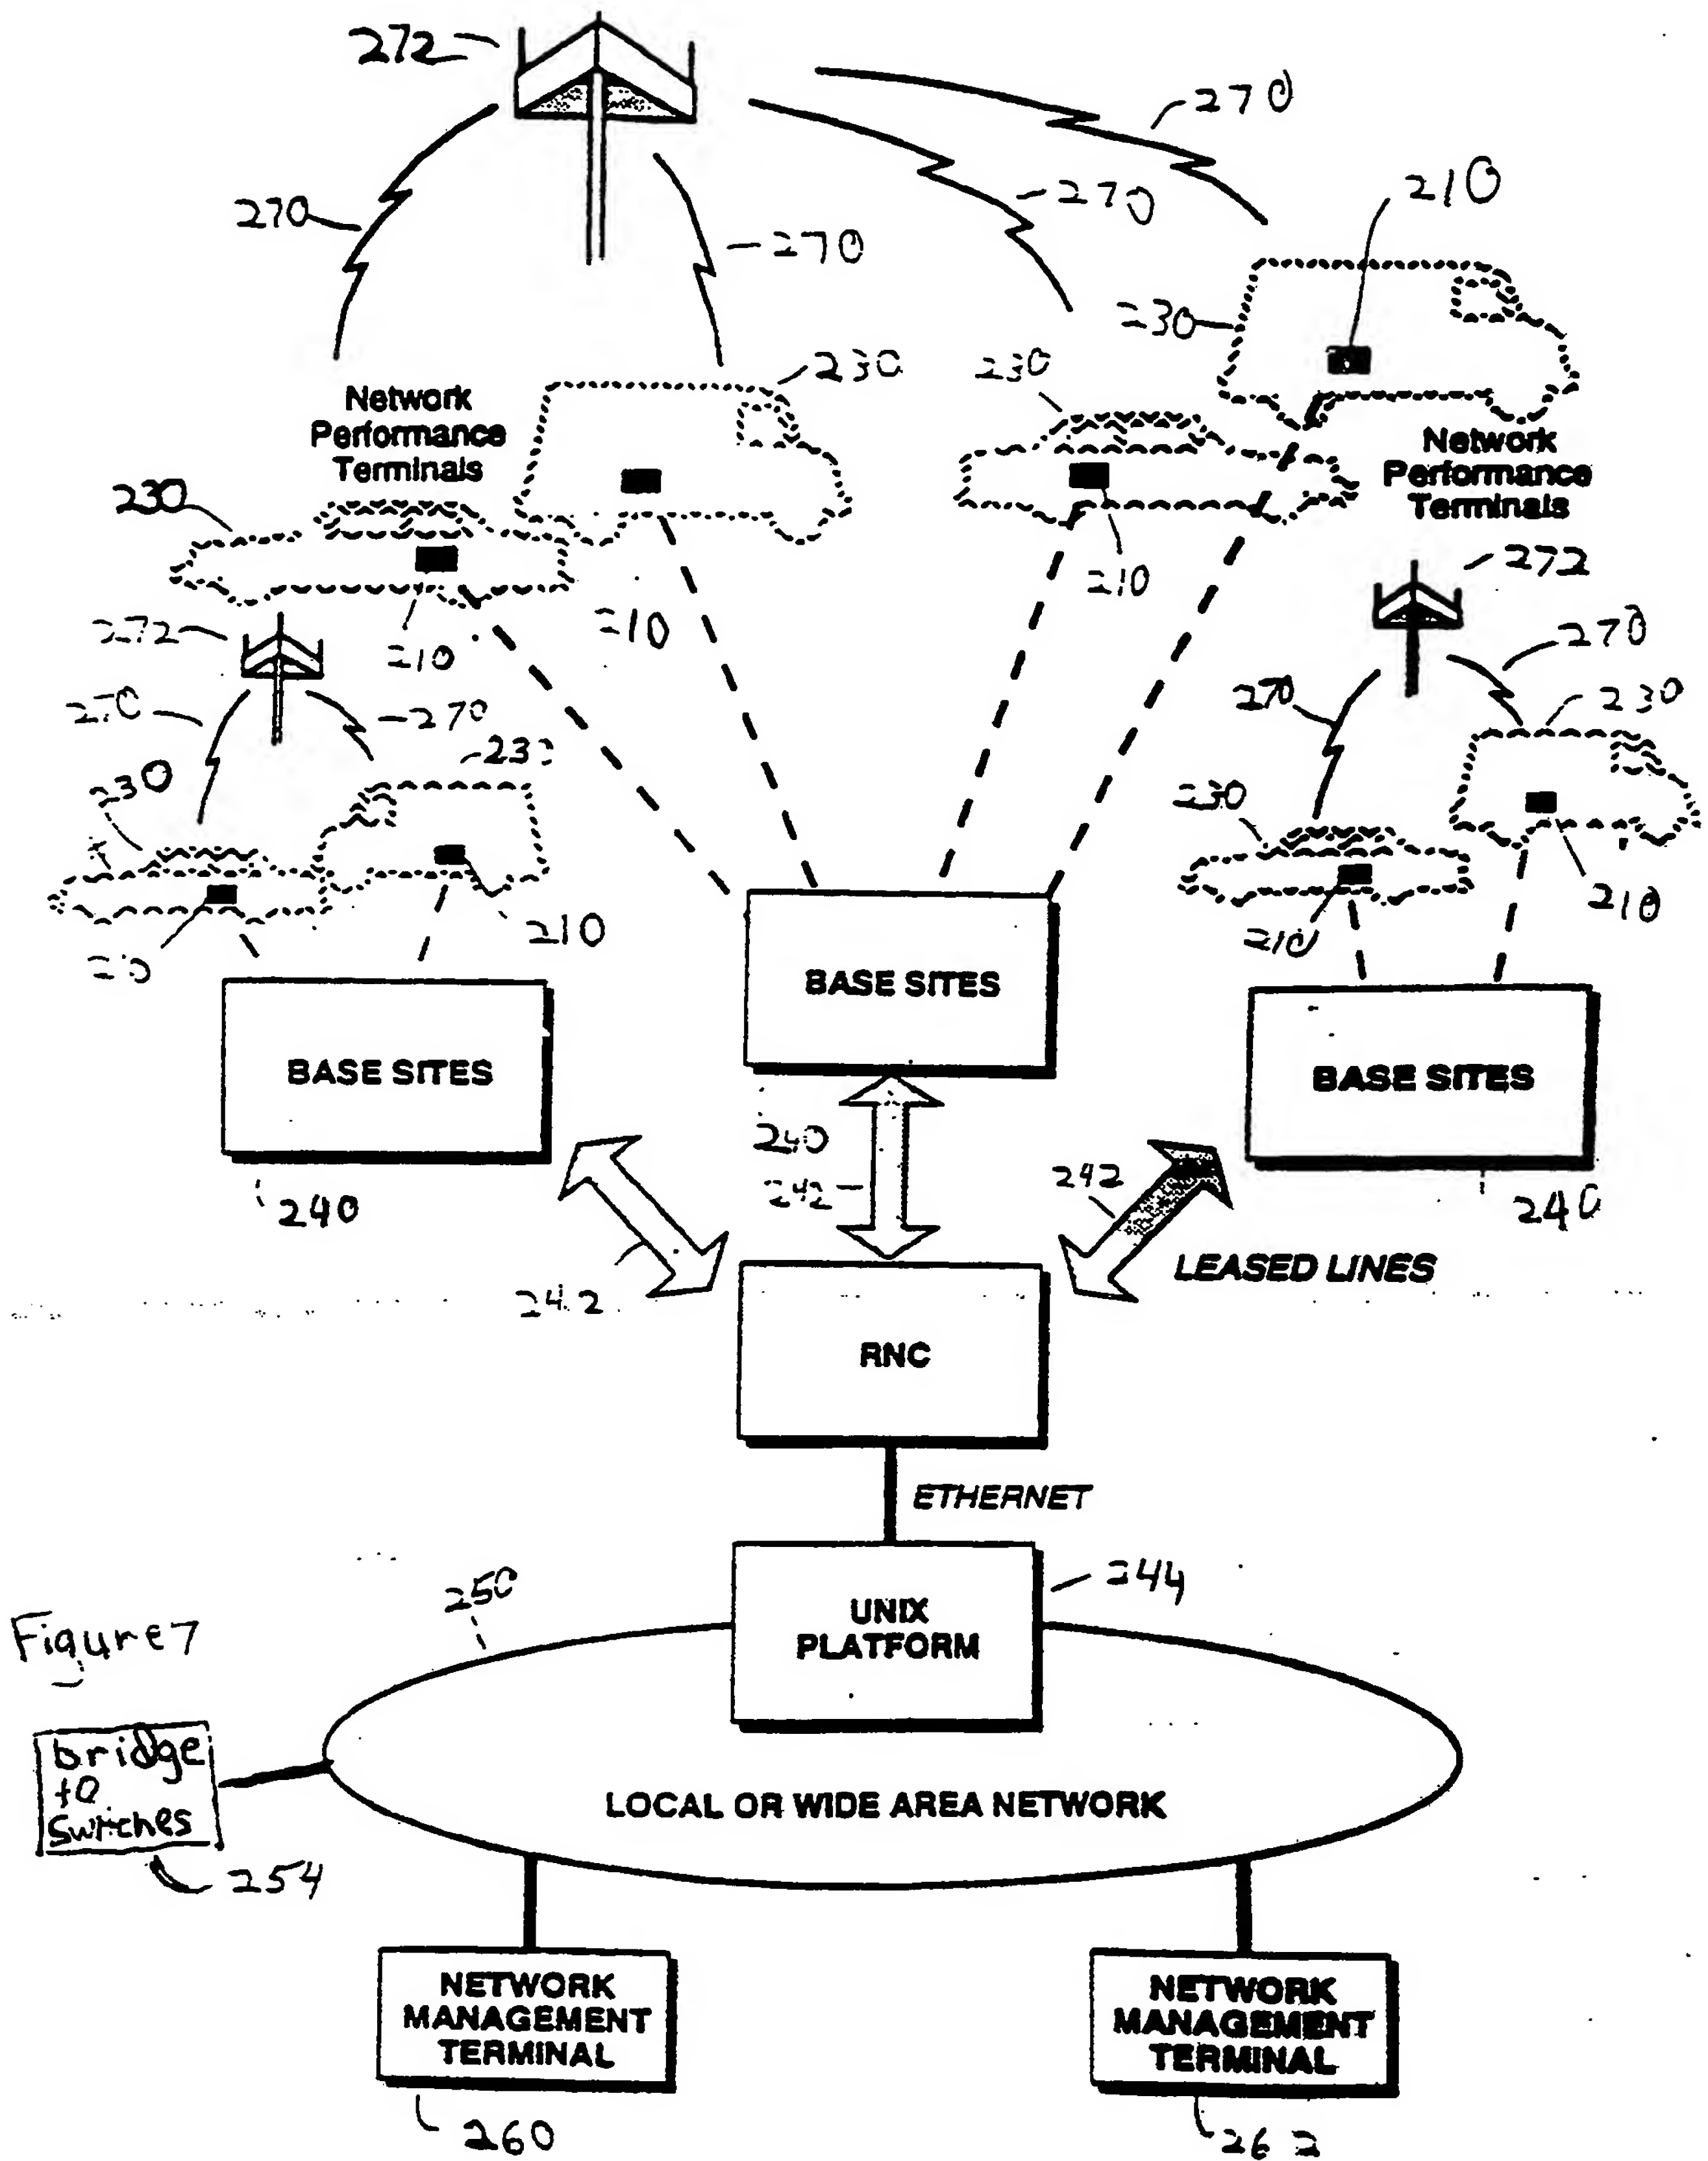 272
270
270
210
270
270
270
230
230
230
Network
Performance
Terminals
Network
Performance
Terminals
230
272
210
210
210
272
270
270
270
270
230
230
230
230
210
210
210
210
BASE SITES
BASE SITES
BASE SITES
240
242
242
240
240
242
LEASED LINES
RNC
ETHERNET
250
244
UNIX
PLATFORM
Figure 7
bridge
to
Switches
254
LOCAL OR WIDE AREA NETWORK
NETWORK
MANAGEMENT
TERMINAL
NETWORK
MANAGEMENT
TERMINAL
260
262